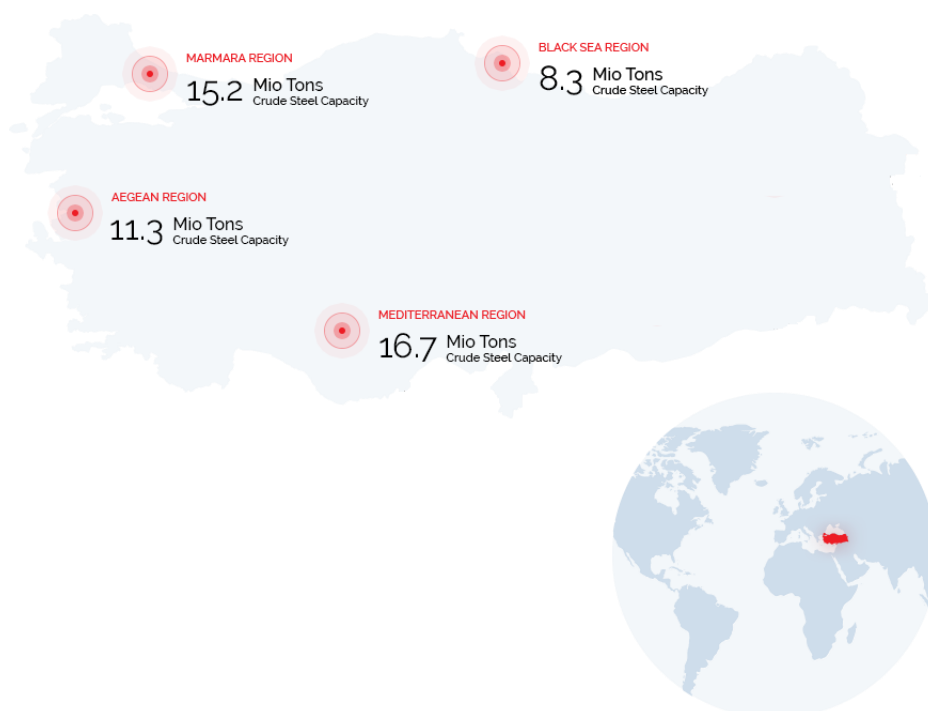 MARMARA REGION
15.2 Mio Tons
Crude Steel Capacity
BLACK SEA REGION
8.3 Mio Tons
Crude Steel Capacity
AEGEAN REGION
11.3 Mio Tons
Crude Steel Capacity
MEDITERRANEAN REGION
16.7 Mio Tons
Crude Steel Capacity